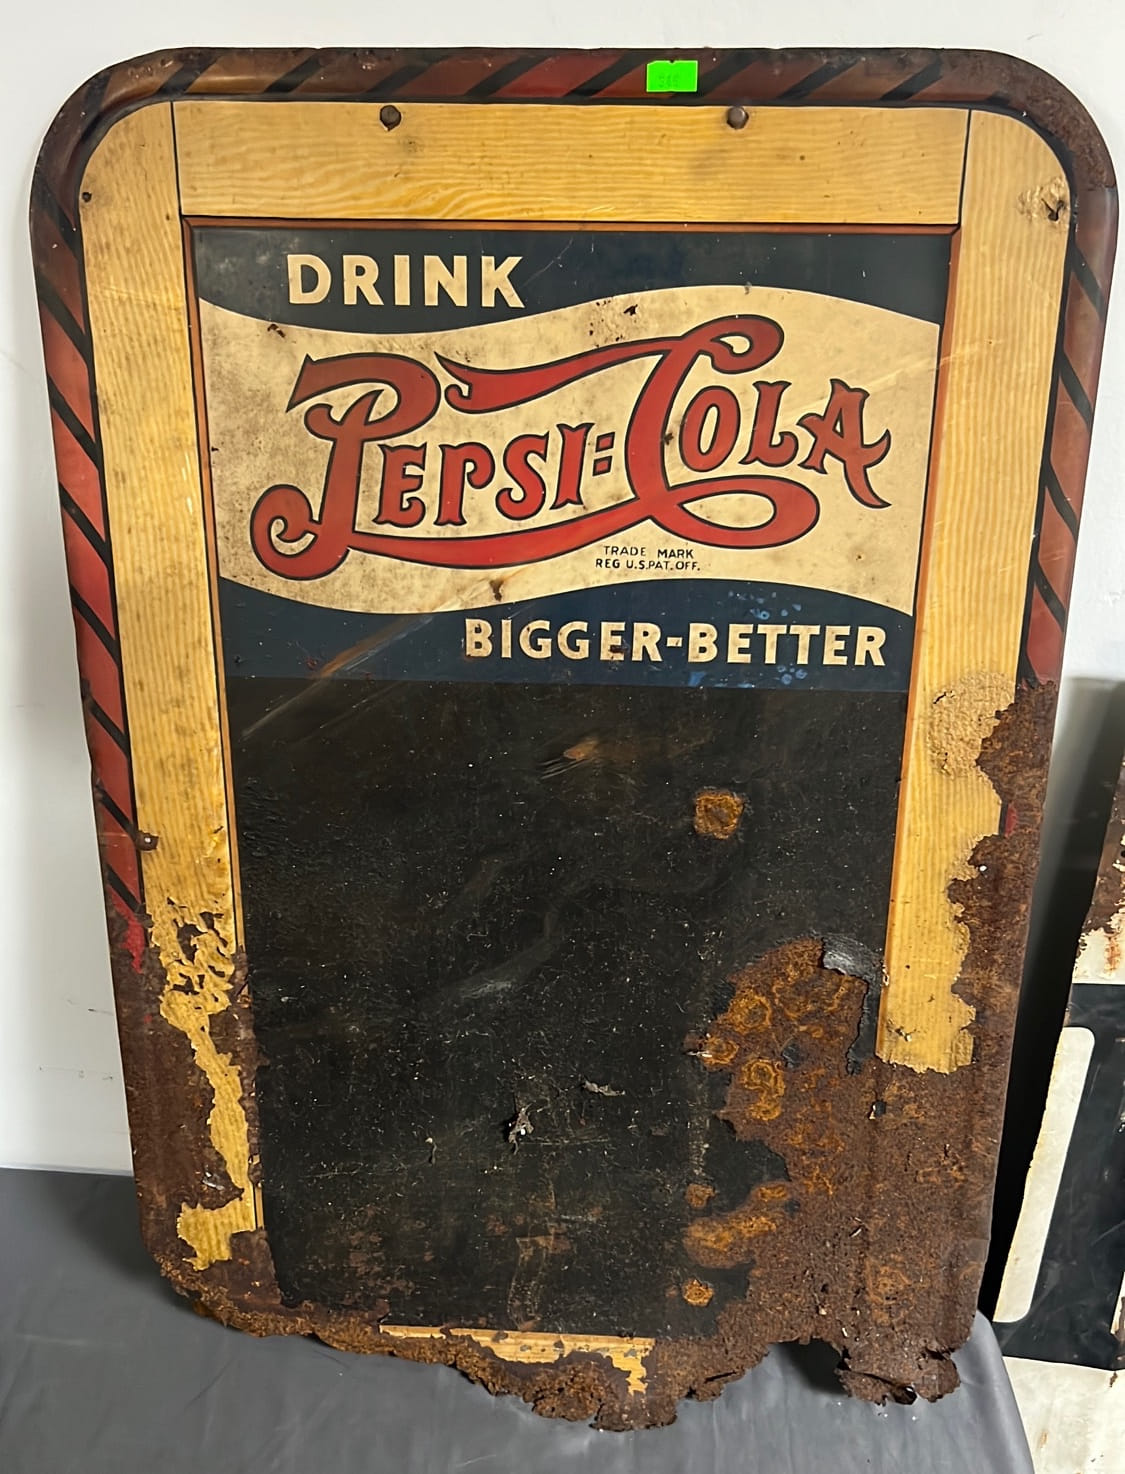 DRINK
PEPSI=COLA
TRADE MARK
REG U.S.PAT.OFF.
BIGGER-BETTER